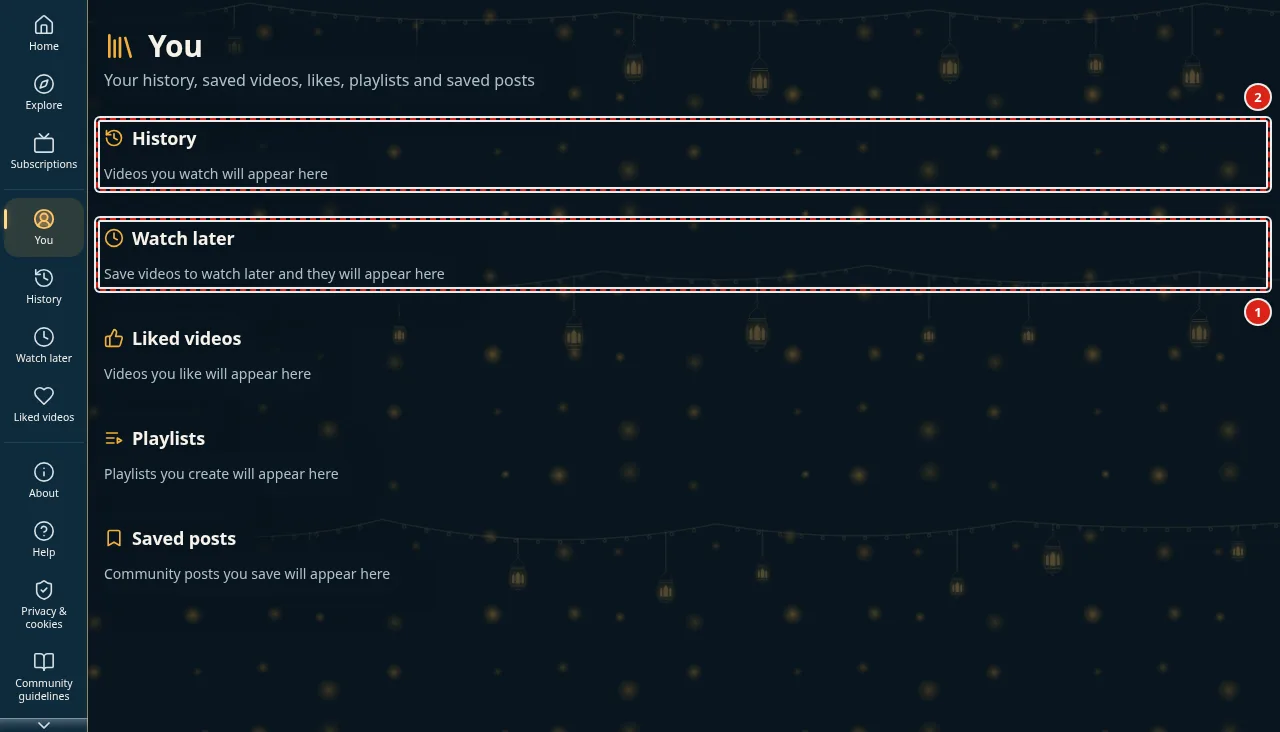 Home
Explore
Subscriptions
You
History
Watch later
Liked videos
About
Help
Privacy &
cookies
Community
guidelines
You
Your history, saved videos, likes, playlists and saved posts
2
History
Videos you watch will appear here
Watch later
Save videos to watch later and they will appear here
1
Liked videos
Videos you like will appear here
Playlists
Playlists you create will appear here
Saved posts
Community posts you save will appear here